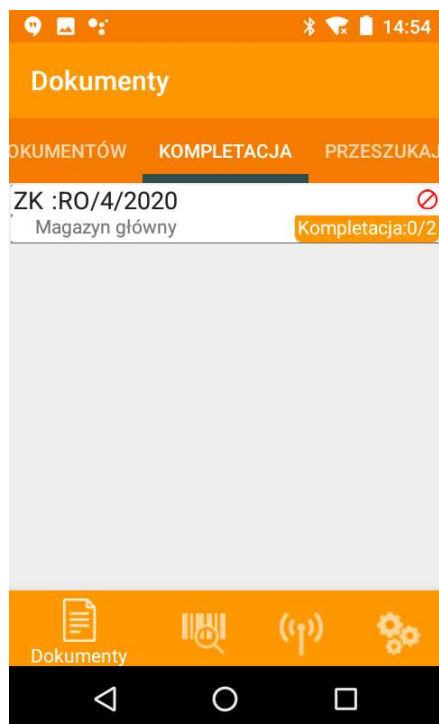 14:54
Dokumenty
OKUMENTÓW KOMPLETACJA PRZESZUKAJ
ZK :RO/4/2020
Magazyn główny Kompletacja:0/2
Dokumenty